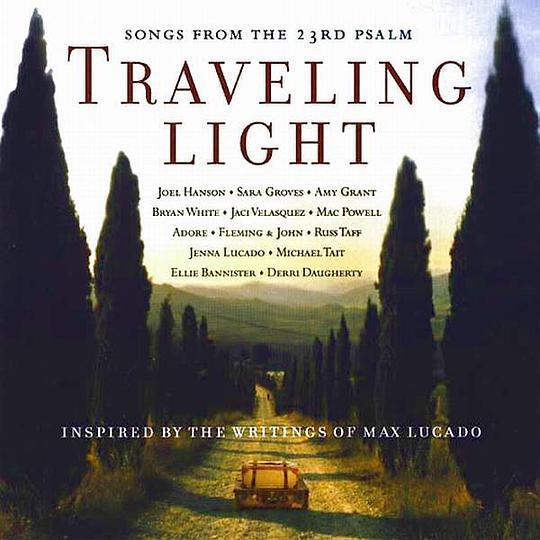 SONGS FROM THE 23RD PSALM
TRAVELING
LIGHT
JOEL HANSON • SARA GROVES • AMY GRANT
BRYAN WHITE • JACI VELASQUEZ • MAC POWELL
ADORE • FLEMING & JOHN • RUSS TAFF
JENNA LUCADO • MICHAEL TAIT
ELLIE BANNISTER • DERRI DAUGHERTY
INSPIRED BY THE WRITINGS OF MAX LUCADO